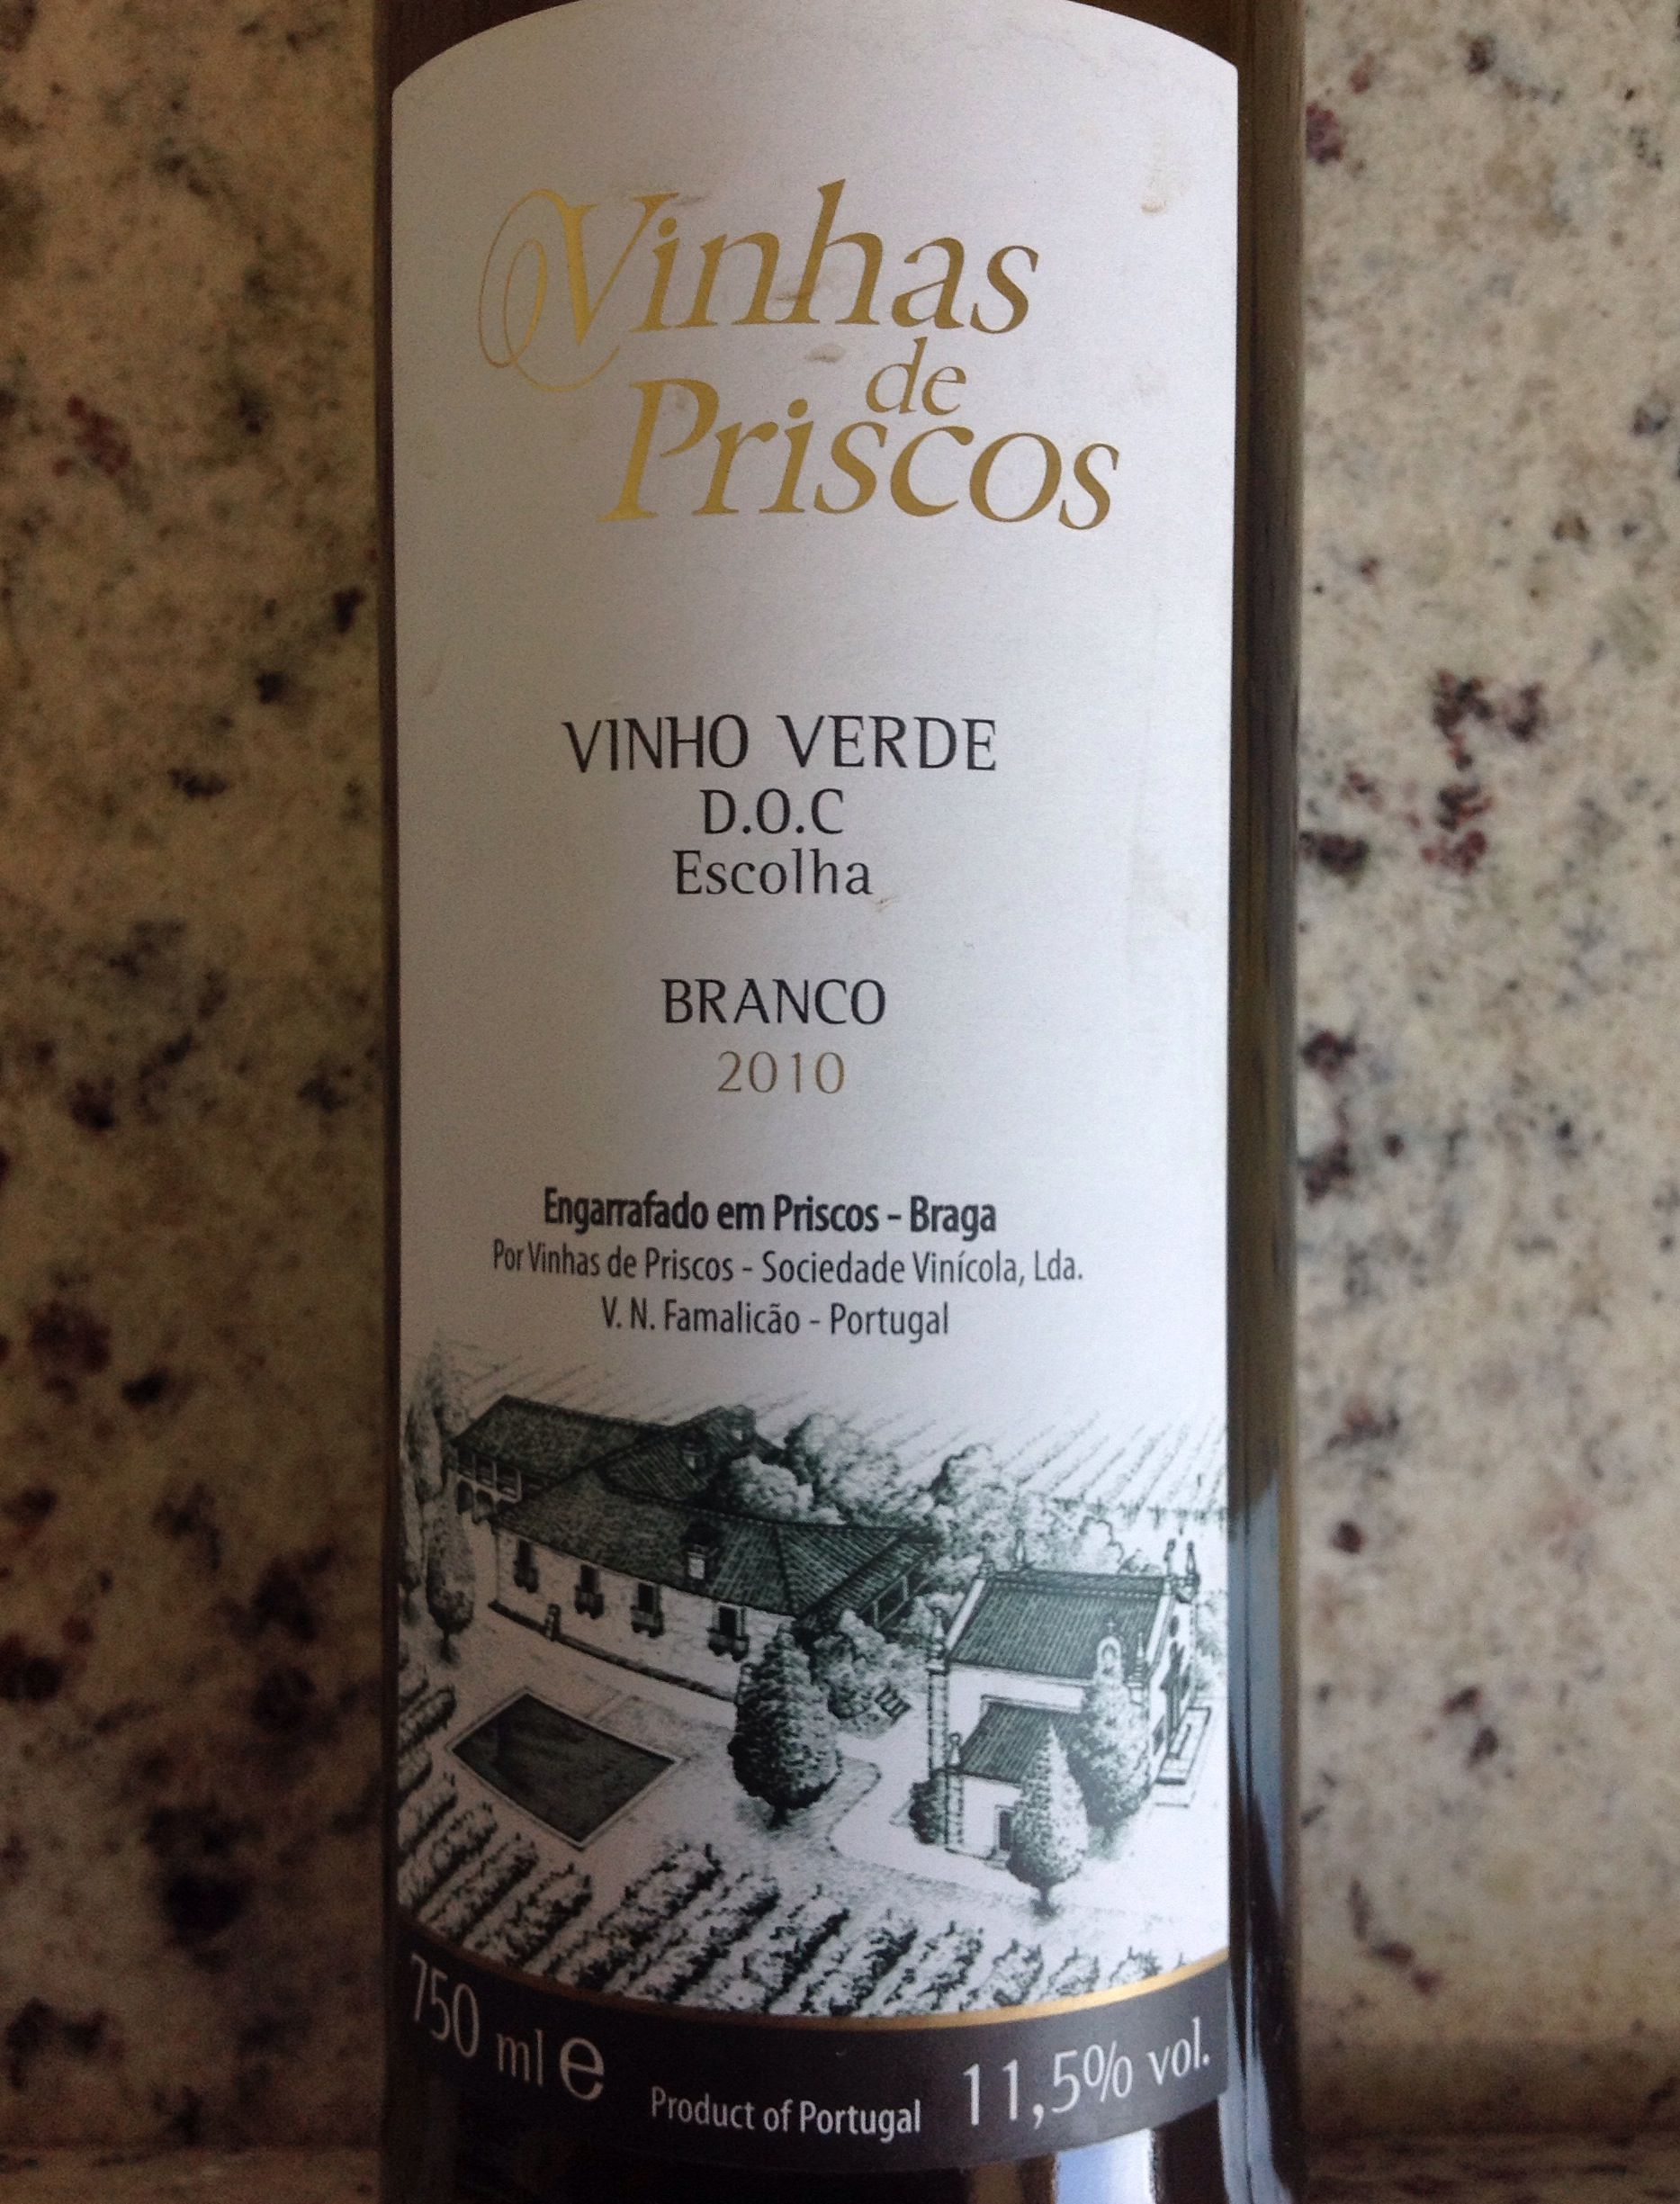 Vinhas
de
Priscos
VINHO VERDE
D.O.C
Escolha
BRANCO
2010
Engarrafado em Priscos - Braga
Por Vinhas de Priscos - Sociedade Vinícola, Lda.
V. N. Famalicão - Portugal
750 ml e
Product of Portugal
11,5% vol.